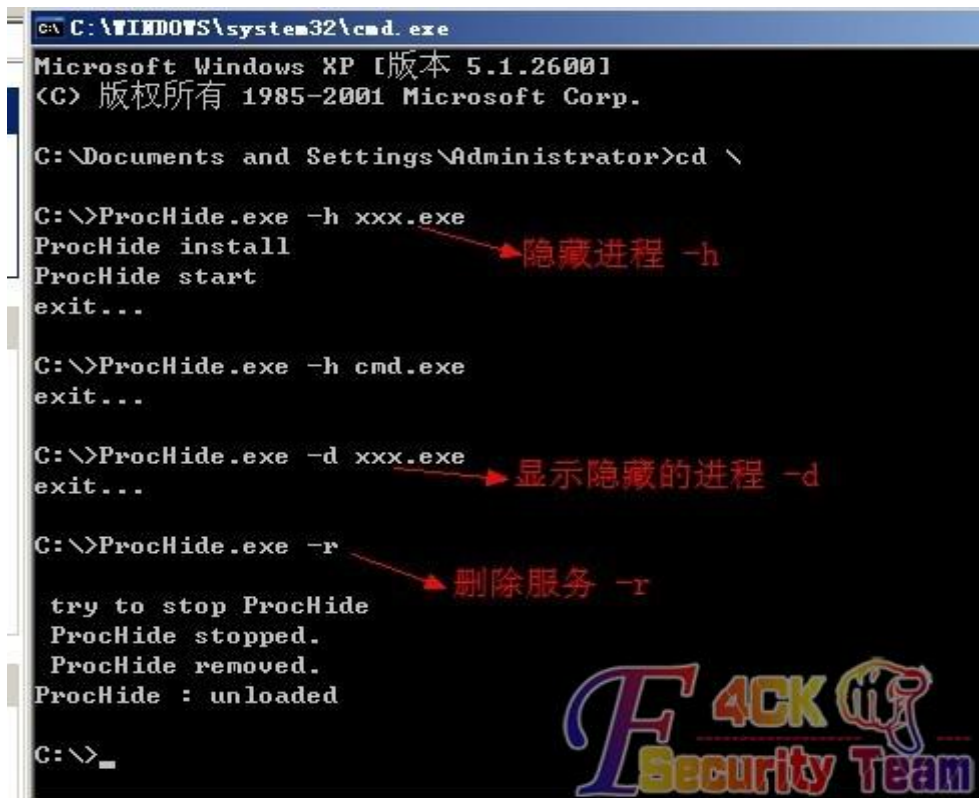 C:\WINDOWS\system32\cmd.exe
Microsoft Windows XP [版本 5.1.2600]
(C) 版权所有 1985-2001 Microsoft Corp.
C:\Documents and Settings\Administrator>cd \
C:\>ProcHide.exe -h xxx.exe
ProcHide install
隐藏进程 -h
ProcHide start
exit...
C:\>ProcHide.exe -h cmd.exe
exit...
C:\>ProcHide.exe -d xxx.exe
显示隐藏的进程 -d
exit...
C:\>ProcHide.exe -r
删除服务 -r
try to stop ProcHide
ProcHide stopped.
ProcHide removed.
ProcHide : unloaded
C:\>_
F4CK
Security Team